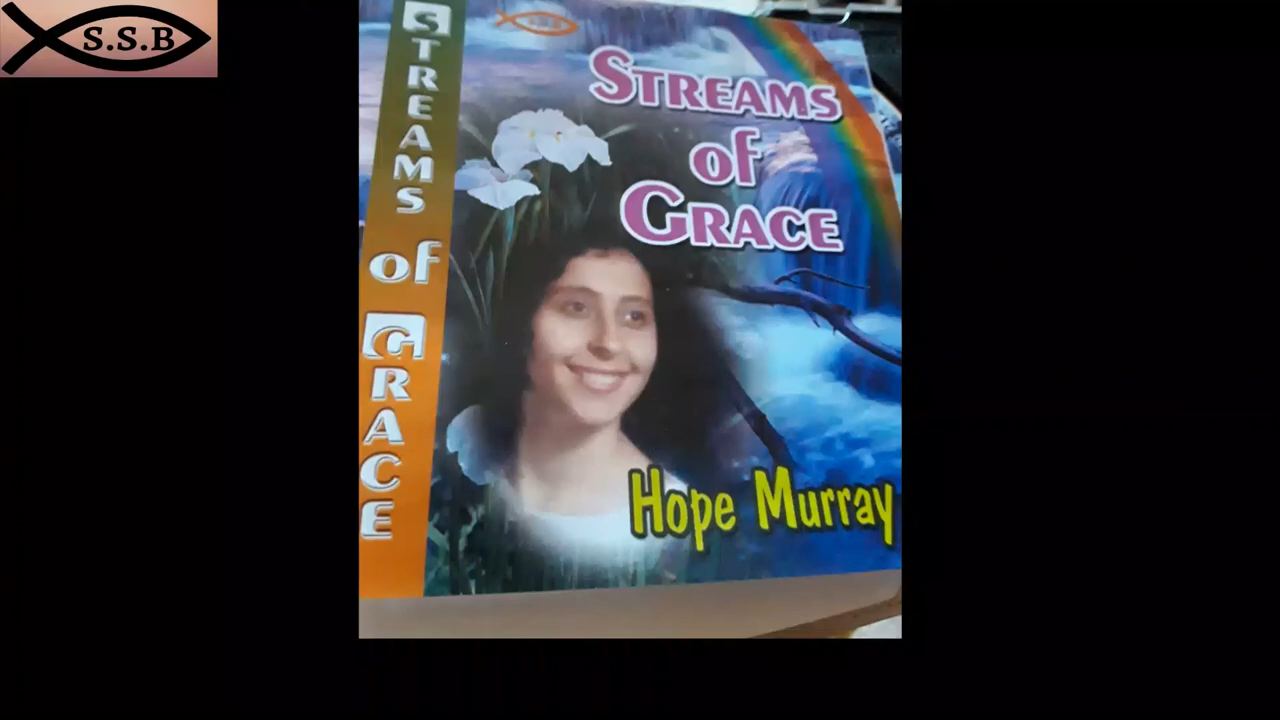 S.S.B
STREAMS of GRACE
STREAMS
of
GRACE
Hope Murray